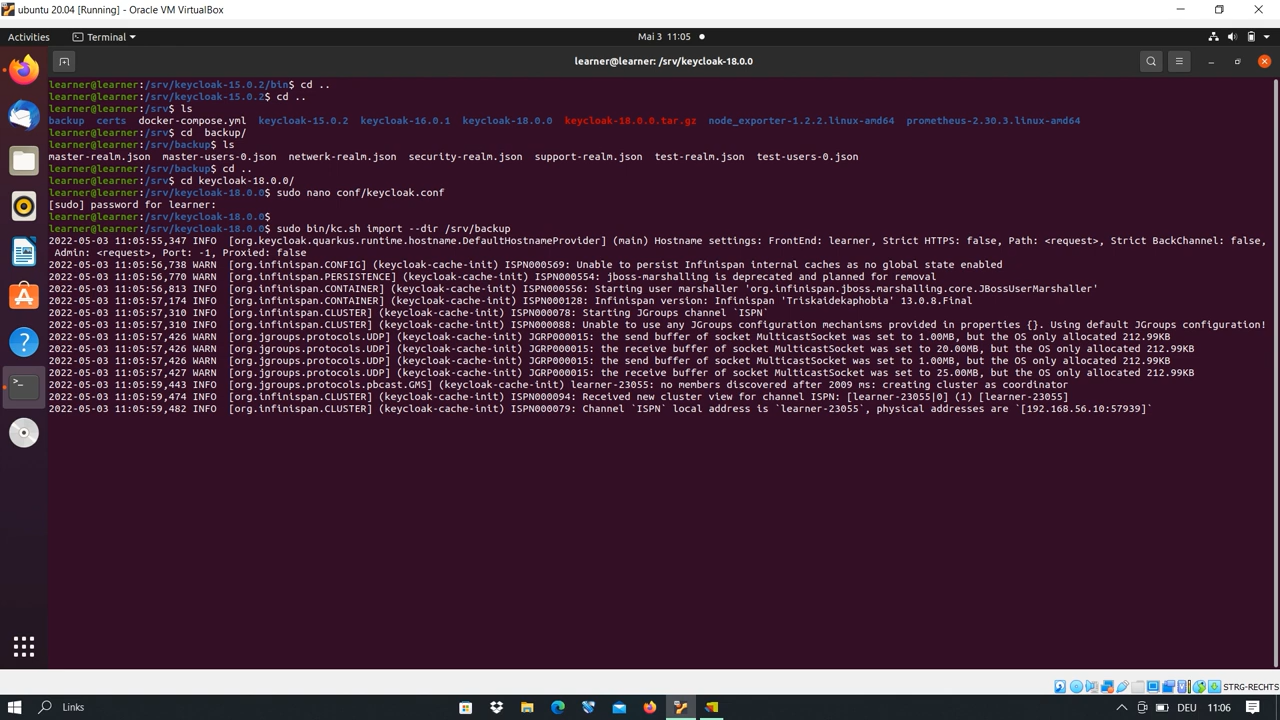 ubuntu 20.04 [Running] - Oracle VM VirtualBox
Activities
Terminal
Mai 3 11:05
learner@learner: /srv/keycloak-18.0.0
learner@learner:/srv/keycloak-15.0.2/bin$ cd ..
learner@learner:/srv/keycloak-15.0.2$ cd ..
learner@learner:/srv$ ls
backup certs docker-compose.yml keycloak-15.0.2 keycloak-16.0.1 keycloak-18.0.0 keycloak-18.0.0.tar.gz node_exporter-1.2.2.linux-amd64 prometheus-2.30.3.linux-amd64
learner@learner:/srv$ cd  backup/
learner@learner:/srv/backup$ ls
master-realm.json master-users-0.json netwerk-realm.json security-realm.json support-realm.json test-realm.json test-users-0.json
learner@learner:/srv/backup$ cd ..
learner@learner:/srv$ cd keycloak-18.0.0/
learner@learner:/srv/keycloak-18.0.0$ sudo nano conf/keycloak.conf
[sudo] password for learner:
learner@learner:/srv/keycloak-18.0.0$
learner@learner:/srv/keycloak-18.0.0$ sudo bin/kc.sh import --dir /srv/backup
2022-05-03 11:05:55,347 INFO  [org.keycloak.quarkus.runtime.hostname.DefaultHostnameProvider] (main) Hostname settings: FrontEnd: learner, Strict HTTPS: false, Path: <request>, Strict BackChannel: false,
Admin: <request>, Port: -1, Proxied: false
2022-05-03 11:05:56,738 WARN  [org.infinispan.CONFIG] (keycloak-cache-init) ISPN000569: Unable to persist Infinispan internal caches as no global state enabled
2022-05-03 11:05:56,770 WARN  [org.infinispan.PERSISTENCE] (keycloak-cache-init) ISPN000554: jboss-marshalling is deprecated and planned for removal
2022-05-03 11:05:56,813 INFO  [org.infinispan.CONTAINER] (keycloak-cache-init) ISPN000556: Starting user marshaller 'org.infinispan.jboss.marshalling.core.JBossUserMarshaller'
2022-05-03 11:05:57,174 INFO  [org.infinispan.CONTAINER] (keycloak-cache-init) ISPN000128: Infinispan version: Infinispan 'Triskaidekaphobia' 13.0.8.Final
2022-05-03 11:05:57,310 INFO  [org.infinispan.CLUSTER] (keycloak-cache-init) ISPN000078: Starting JGroups channel `ISPN`
2022-05-03 11:05:57,310 INFO  [org.infinispan.CLUSTER] (keycloak-cache-init) ISPN000088: Unable to use any JGroups configuration mechanisms provided in properties {}. Using default JGroups configuration!
2022-05-03 11:05:57,426 WARN  [org.jgroups.protocols.UDP] (keycloak-cache-init) JGRP000015: the send buffer of socket MulticastSocket was set to 1.00MB, but the OS only allocated 212.99KB
2022-05-03 11:05:57,426 WARN  [org.jgroups.protocols.UDP] (keycloak-cache-init) JGRP000015: the receive buffer of socket MulticastSocket was set to 20.00MB, but the OS only allocated 212.99KB
2022-05-03 11:05:57,426 WARN  [org.jgroups.protocols.UDP] (keycloak-cache-init) JGRP000015: the send buffer of socket MulticastSocket was set to 1.00MB, but the OS only allocated 212.99KB
2022-05-03 11:05:57,427 WARN  [org.jgroups.protocols.UDP] (keycloak-cache-init) JGRP000015: the receive buffer of socket MulticastSocket was set to 25.00MB, but the OS only allocated 212.99KB
2022-05-03 11:05:59,443 INFO  [org.jgroups.protocols.pbcast.GMS] (keycloak-cache-init) learner-23055: no members discovered after 2009 ms: creating cluster as coordinator
2022-05-03 11:05:59,474 INFO  [org.infinispan.CLUSTER] (keycloak-cache-init) ISPN000094: Received new cluster view for channel ISPN: [learner-23055|0] (1) [learner-23055]
2022-05-03 11:05:59,482 INFO  [org.infinispan.CLUSTER] (keycloak-cache-init) ISPN000079: Channel `ISPN` local address is `learner-23055`, physical addresses are `[192.168.56.10:57939]`
STRG-RECHTS
Links
DEU
11:06